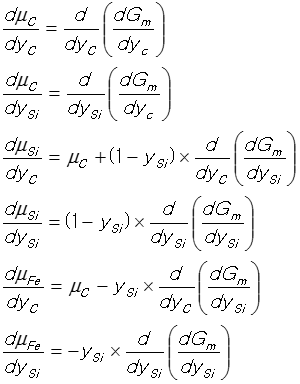 dμ_C/dy_C = d/dy_C (dG_m/dy_c)
dμ_C/dy_Si = d/dy_Si (dG_m/dy_c)
dμ_Si/dy_C = μ_C + (1 − y_Si) × d/dy_C (dG_m/dy_Si)
dμ_Si/dy_Si = (1 − y_Si) × d/dy_Si (dG_m/dy_Si)
dμ_Fe/dy_C = μ_C − y_Si × d/dy_C (dG_m/dy_Si)
dμ_Fe/dy_Si = −y_Si × d/dy_Si (dG_m/dy_Si)